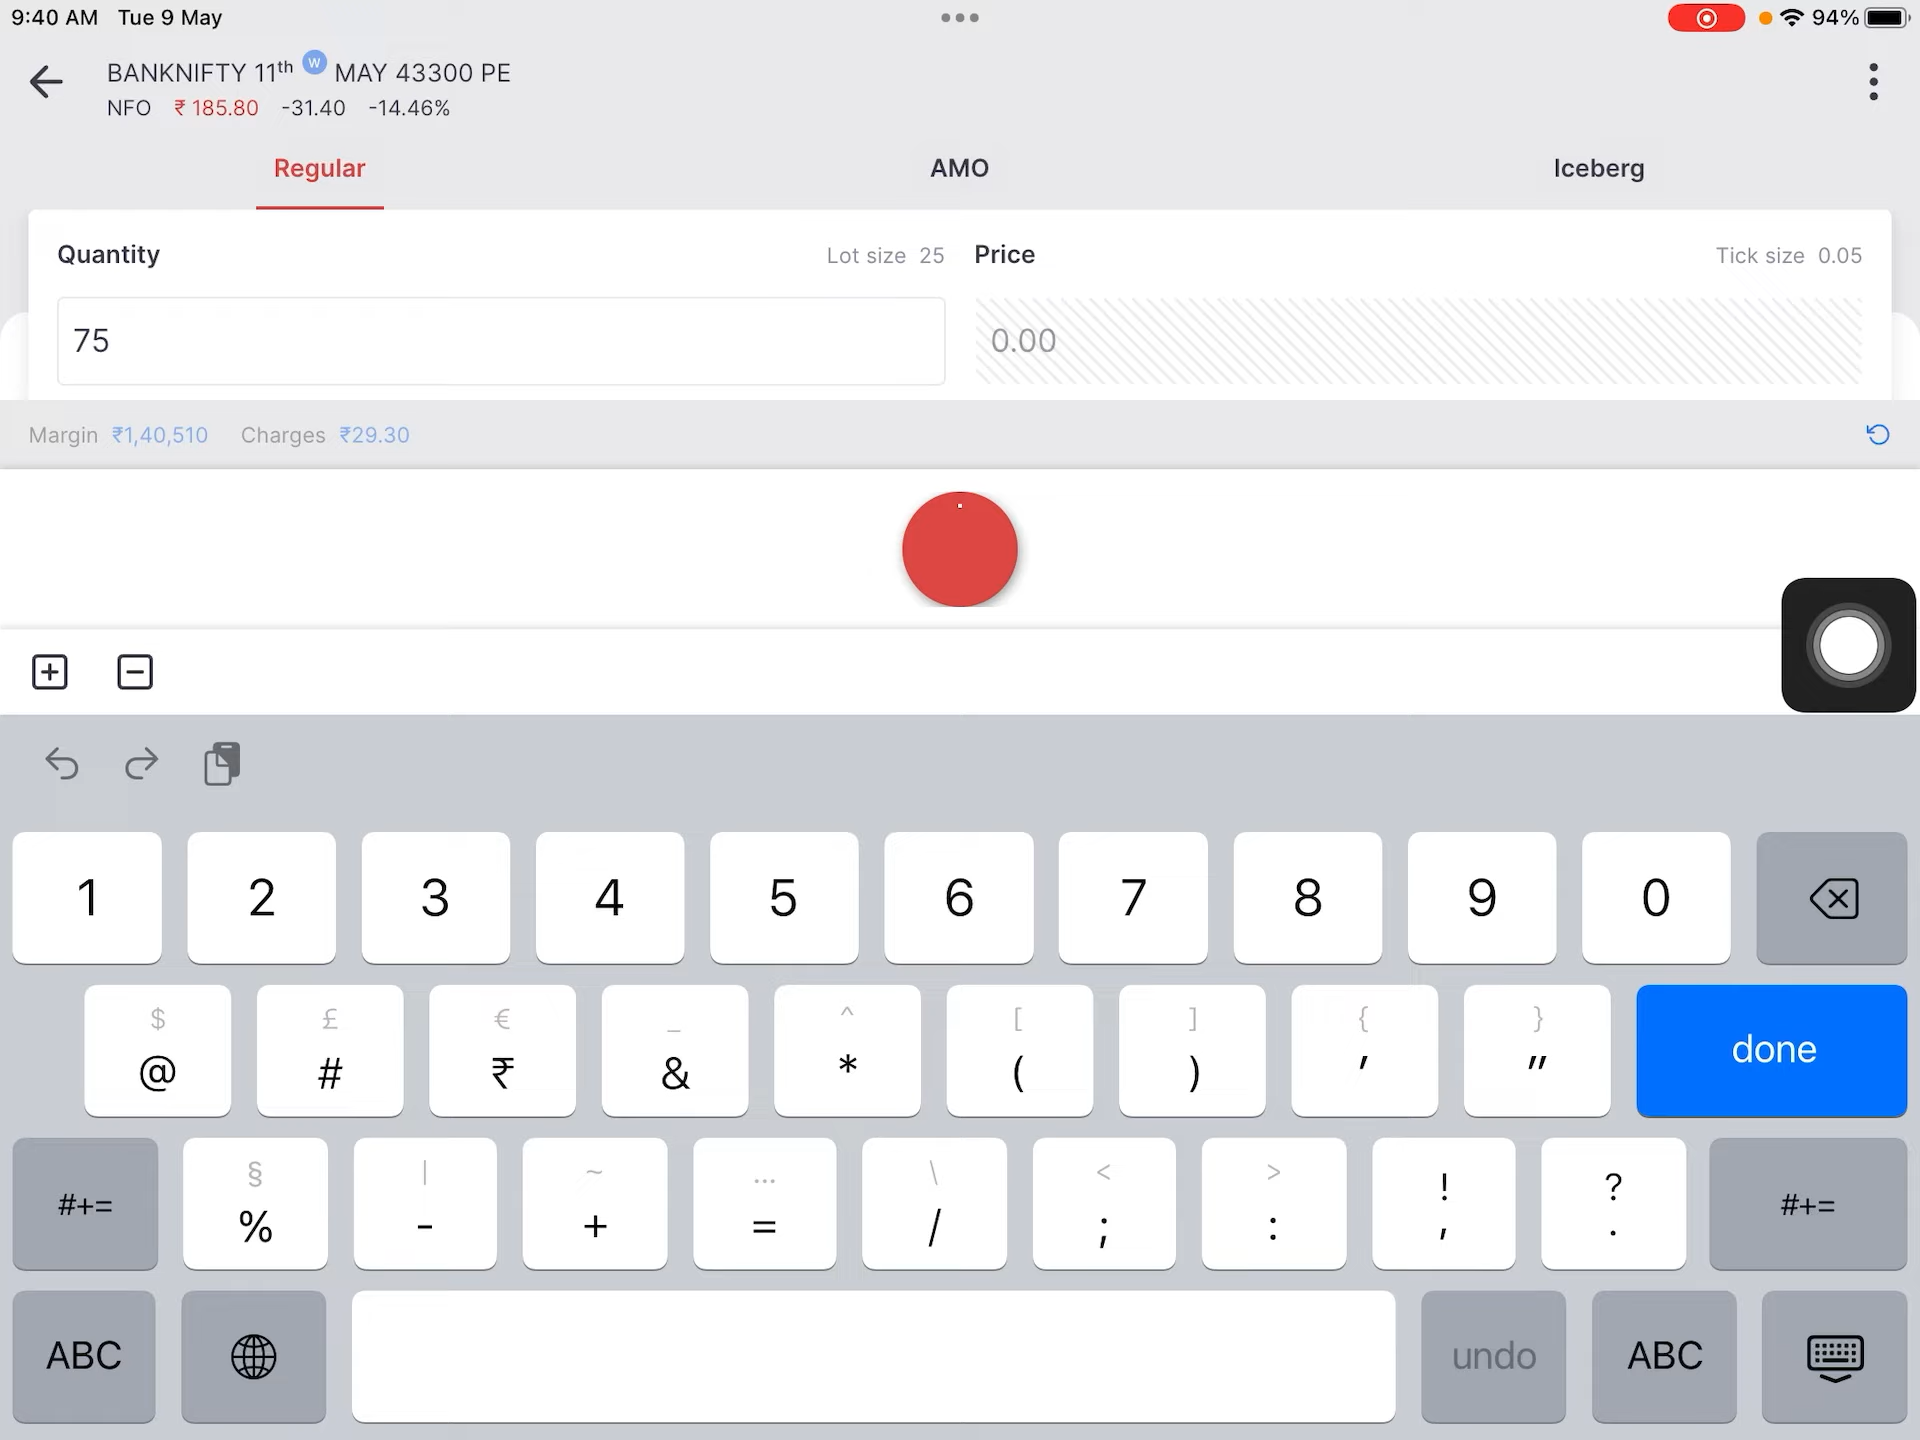 9:40 AM Tue 9 May
94%
BANKNIFTY 11th W MAY 43300 PE
NFO ₹ 185.80 -31.40 -14.46%
Regular AMO Iceberg
Quantity Lot size 25 Price Tick size 0.05
75 0.00
Margin ₹1,40,510 Charges ₹29.30
1 2 3 4 5 6 7 8 9 0
$ £ € _ ^ [ ] { }
@ # ₹ & * ( ) ' " done
§ | ~ … \ < > ! ?
#+= % - + = / ; : , . #+=
ABC undo ABC